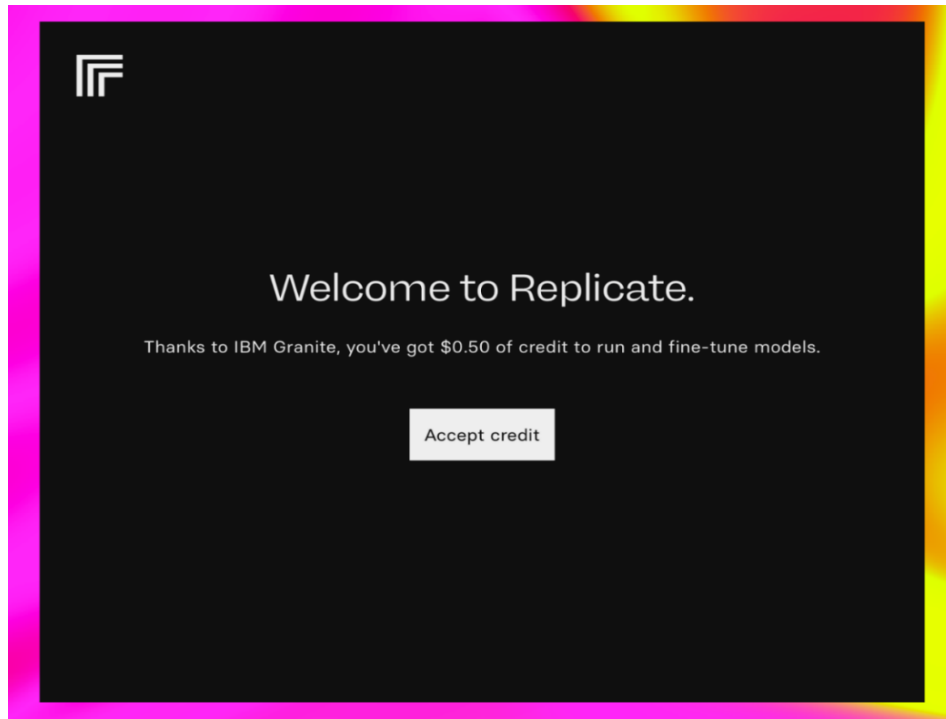 Welcome to Replicate.
Thanks to IBM Granite, you've got $0.50 of credit to run and fine-tune models.
Accept credit